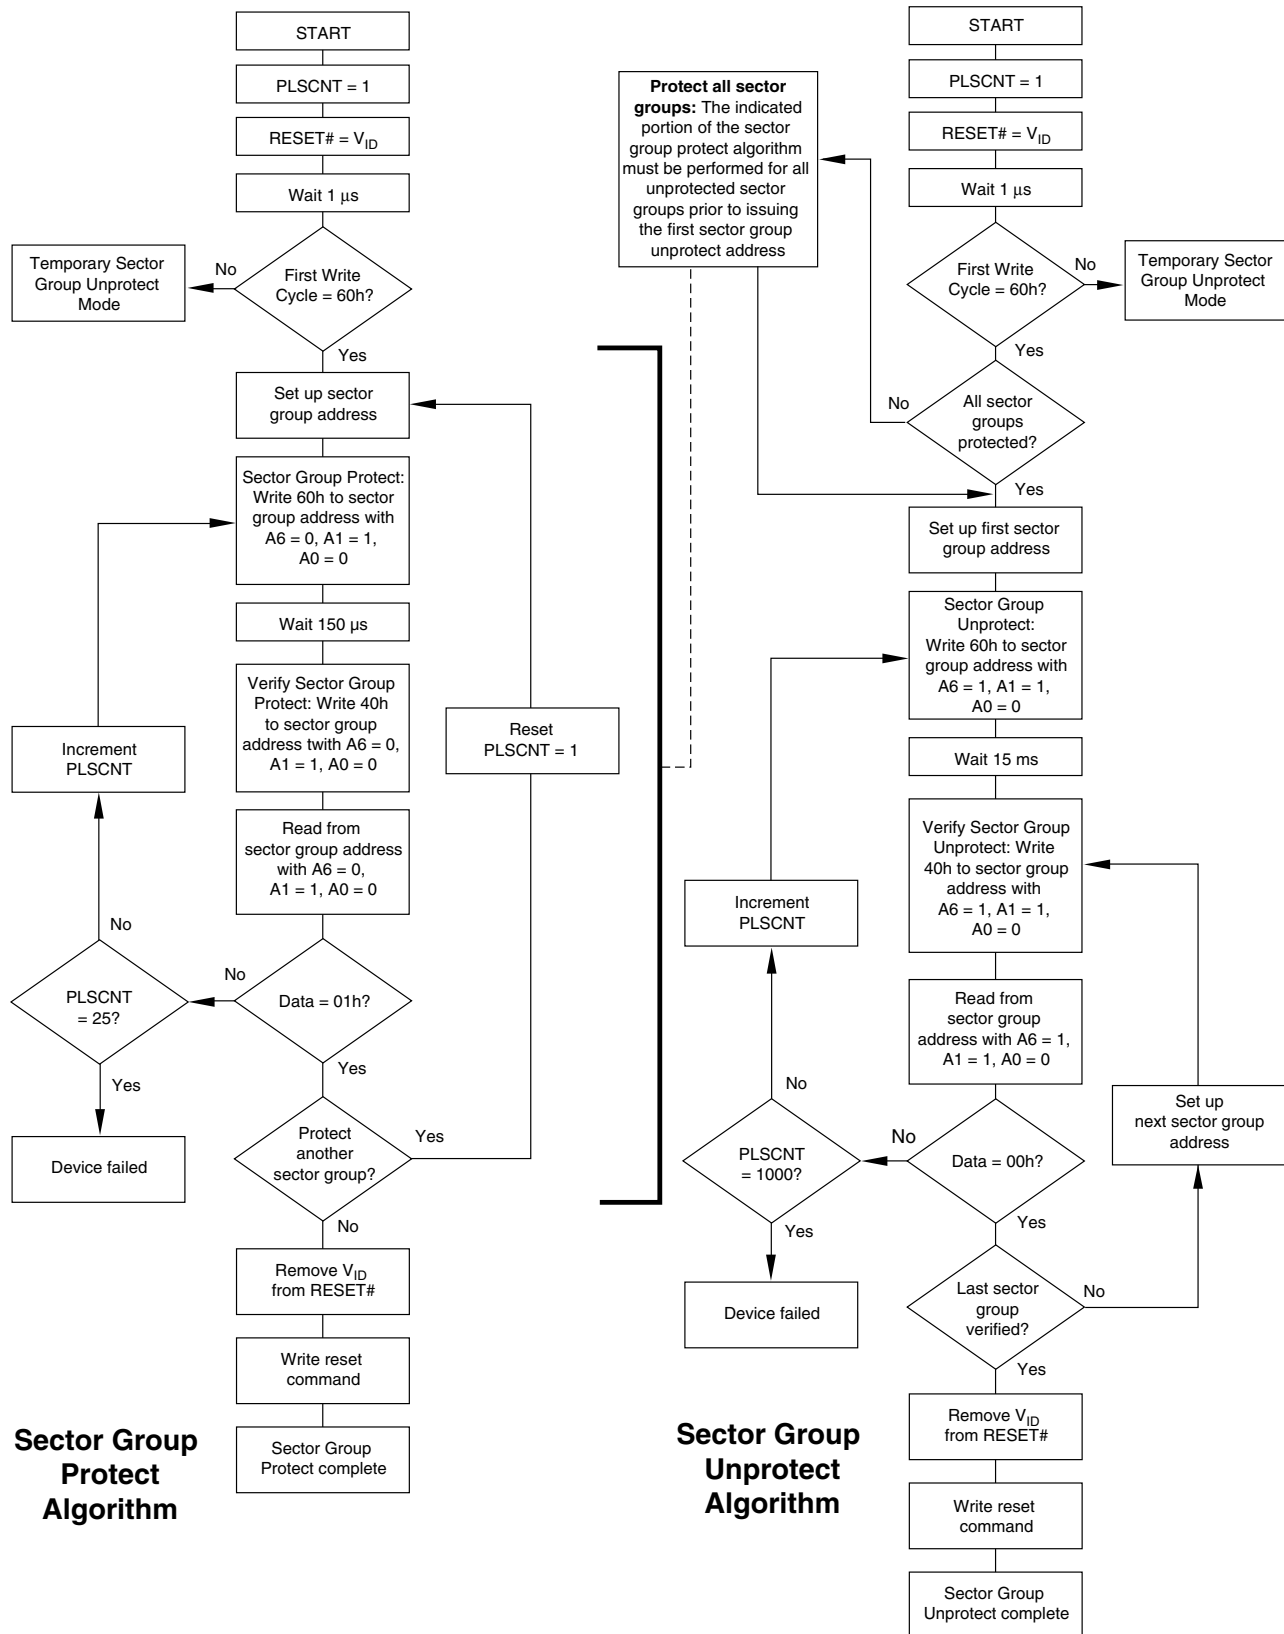 START
PLSCNT = 1
RESET# = VID
Wait 1 μs
First Write
Cycle = 60h?
No
Temporary Sector
Group Unprotect
Mode
Yes
Set up sector
group address
Sector Group Protect:
Write 60h to sector
group address with
A6 = 0, A1 = 1,
A0 = 0
Wait 150 µs
Verify Sector Group
Protect: Write 40h
to sector group
address twith A6 = 0,
A1 = 1, A0 = 0
Increment
PLSCNT
Reset
PLSCNT = 1
Read from
sector group address
with A6 = 0,
A1 = 1, A0 = 0
No
PLSCNT
= 25?
No
Data = 01h?
Yes
Yes
Device failed
Protect
another
sector group?
Yes
No
Remove VID
from RESET#
Write reset
command
Sector Group
Protect complete
Sector Group
Protect
Algorithm
Protect all sector
groups: The indicated
portion of the sector
group protect algorithm
must be performed for all
unprotected sector
groups prior to issuing
the first sector group
unprotect address
START
PLSCNT = 1
RESET# = VID
Wait 1 μs
First Write
Cycle = 60h?
No
Temporary Sector
Group Unprotect
Mode
Yes
No
All sector
groups
protected?
Yes
Set up first sector
group address
Sector Group
Unprotect:
Write 60h to sector
group address with
A6 = 1, A1 = 1,
A0 = 0
Wait 15 ms
Verify Sector Group
Unprotect: Write
40h to sector group
address with
A6 = 1, A1 = 1,
A0 = 0
Increment
PLSCNT
Read from
sector group
address with A6 = 1,
A1 = 1, A0 = 0
No
Set up
next sector group
address
PLSCNT
= 1000?
No
Data = 00h?
Yes
Yes
Device failed
Last sector
group
verified?
No
Yes
Remove VID
from RESET#
Write reset
command
Sector Group
Unprotect complete
Sector Group
Unprotect
Algorithm